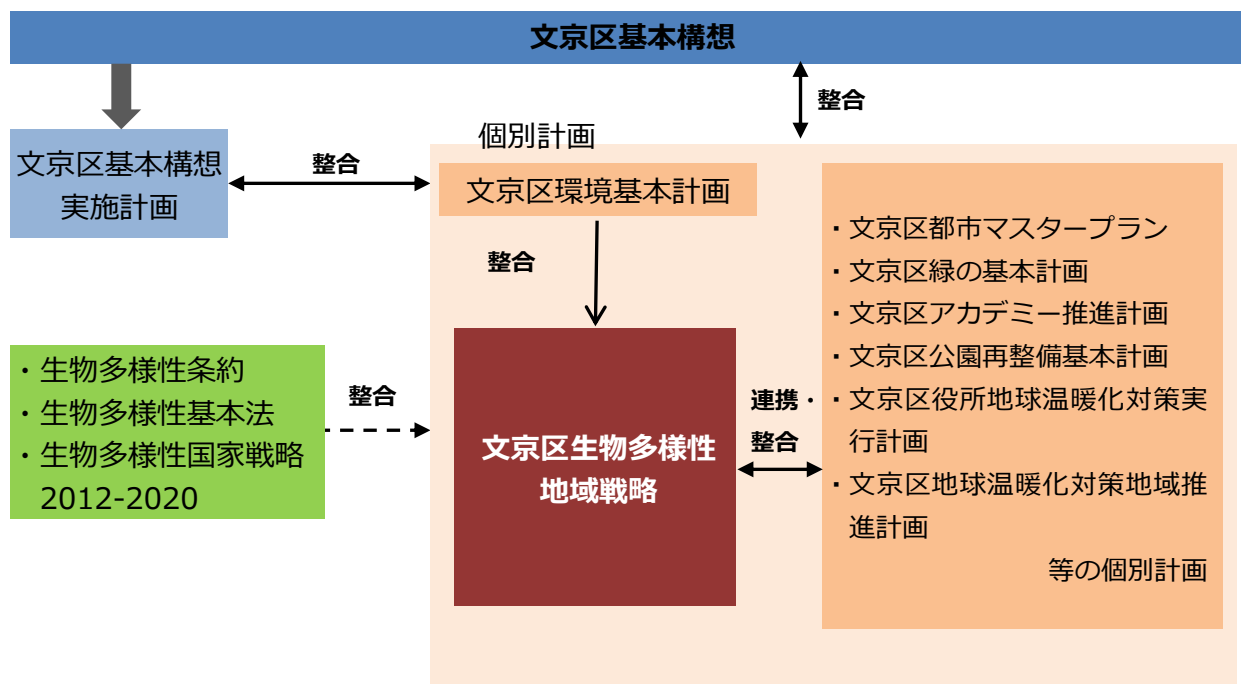 文京区基本構想
整合
文京区基本構想
実施計画
整合
個別計画
文京区環境基本計画
整合
・文京区都市マスタープラン
・文京区緑の基本計画
・文京区アカデミー推進計画
・文京区公園再整備基本計画
・文京区役所地球温暖化対策実
行計画
・文京区地球温暖化対策地域推
進計画
等の個別計画
・生物多様性条約
・生物多様性基本法
・生物多様性国家戦略
2012-2020
整合
文京区生物多様性
地域戦略
連携・
整合